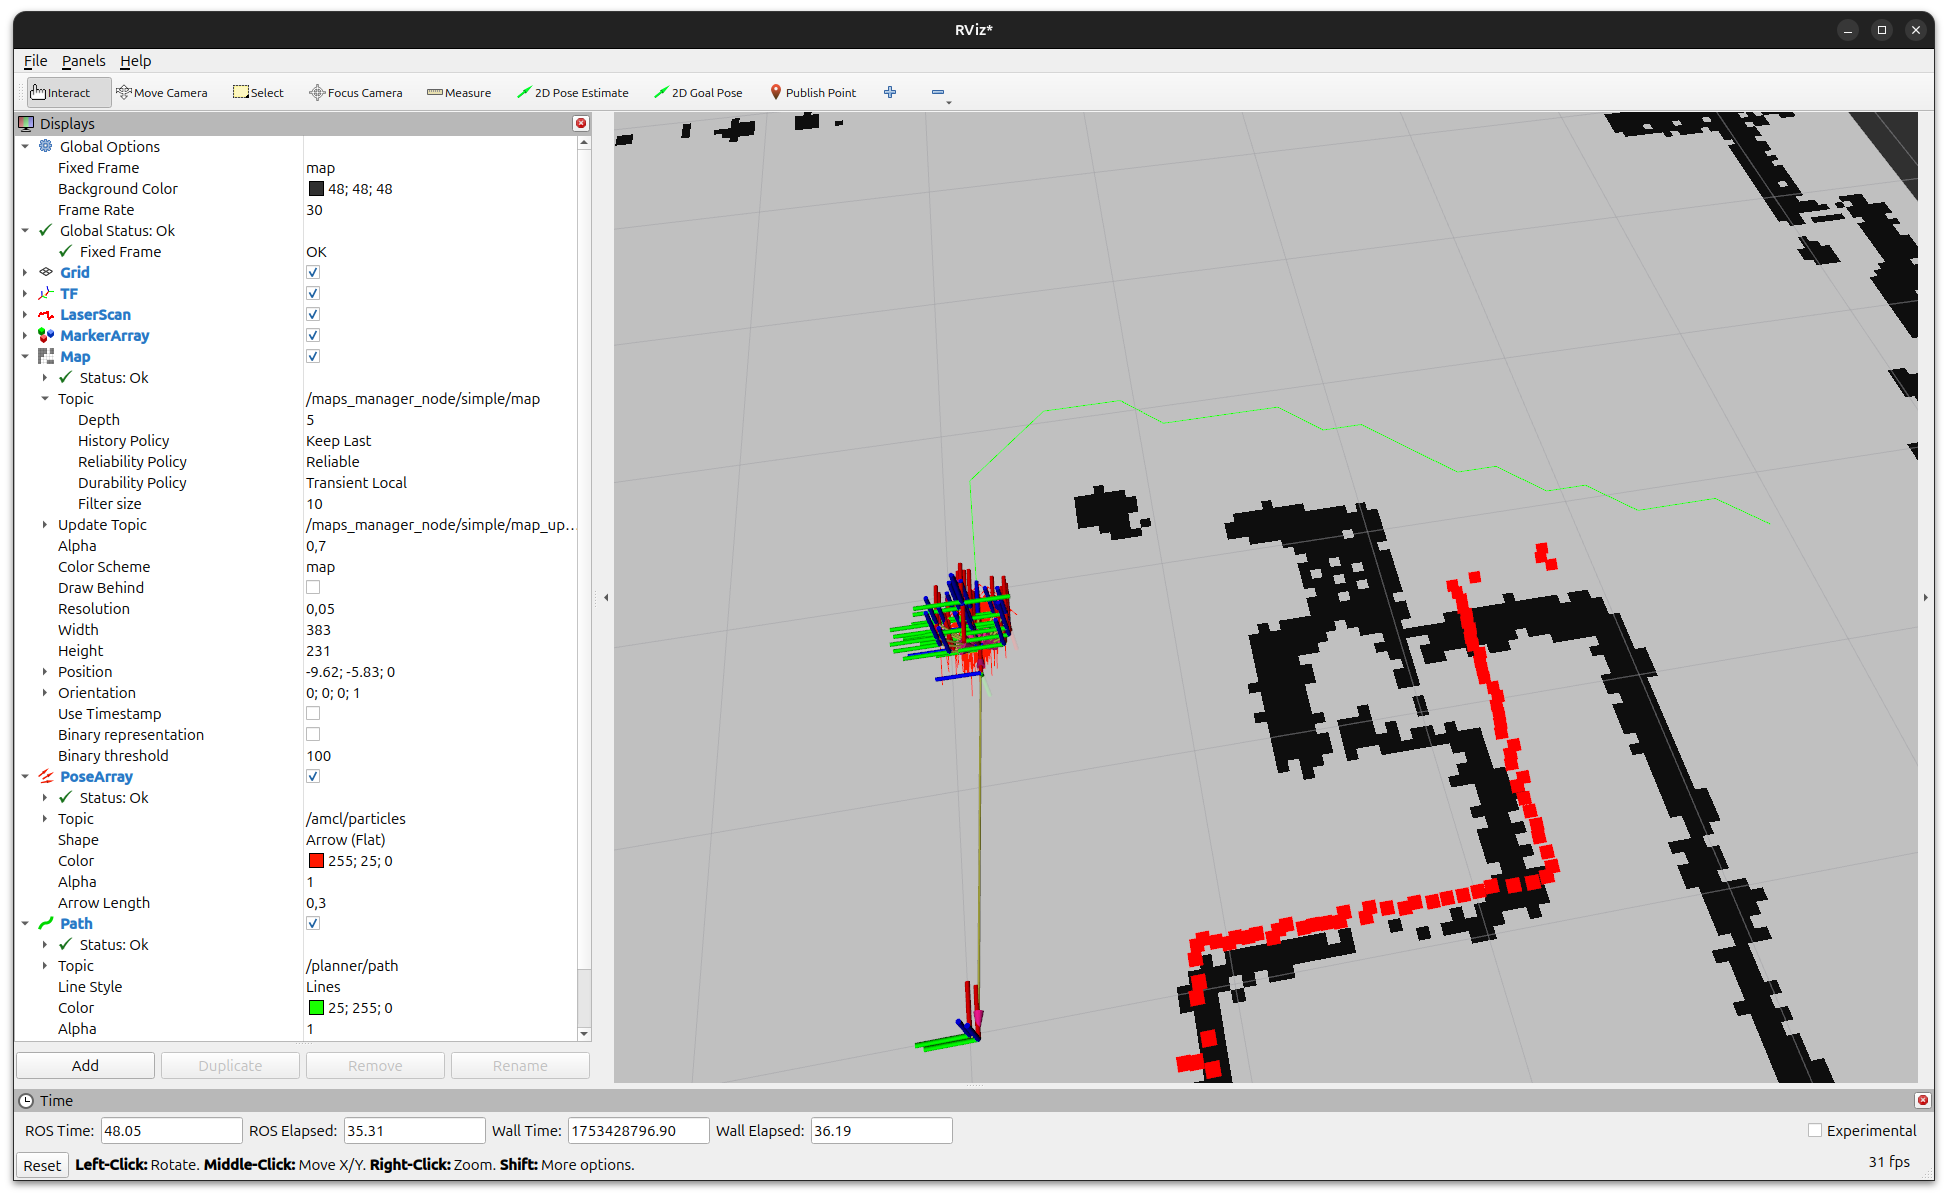 RViz*
File Panels Help
Interact Move Camera Select Focus Camera Measure 2D Pose Estimate 2D Goal Pose Publish Point
Displays
Global Options
Fixed Frame map
Background Color 48; 48; 48
Frame Rate 30
Global Status: Ok
Fixed Frame OK
Grid
TF
LaserScan
MarkerArray
Map
Status: Ok
Topic /maps_manager_node/simple/map
Depth 5
History Policy Keep Last
Reliability Policy Reliable
Durability Policy Transient Local
Filter size 10
Update Topic /maps_manager_node/simple/map_up...
Alpha 0,7
Color Scheme map
Draw Behind
Resolution 0,05
Width 383
Height 231
Position -9.62; -5.83; 0
Orientation 0; 0; 0; 1
Use Timestamp
Binary representation
Binary threshold 100
PoseArray
Status: Ok
Topic /amcl/particles
Shape Arrow (Flat)
Color 255; 25; 0
Alpha 1
Arrow Length 0,3
Path
Status: Ok
Topic /planner/path
Line Style Lines
Color 25; 255; 0
Alpha 1
Add Duplicate Remove Rename
Time
ROS Time: 48.05 ROS Elapsed: 35.31 Wall Time: 1753428796.90 Wall Elapsed: 36.19 Experimental
Reset Left-Click: Rotate. Middle-Click: Move X/Y. Right-Click: Zoom. Shift: More options. 31 fps